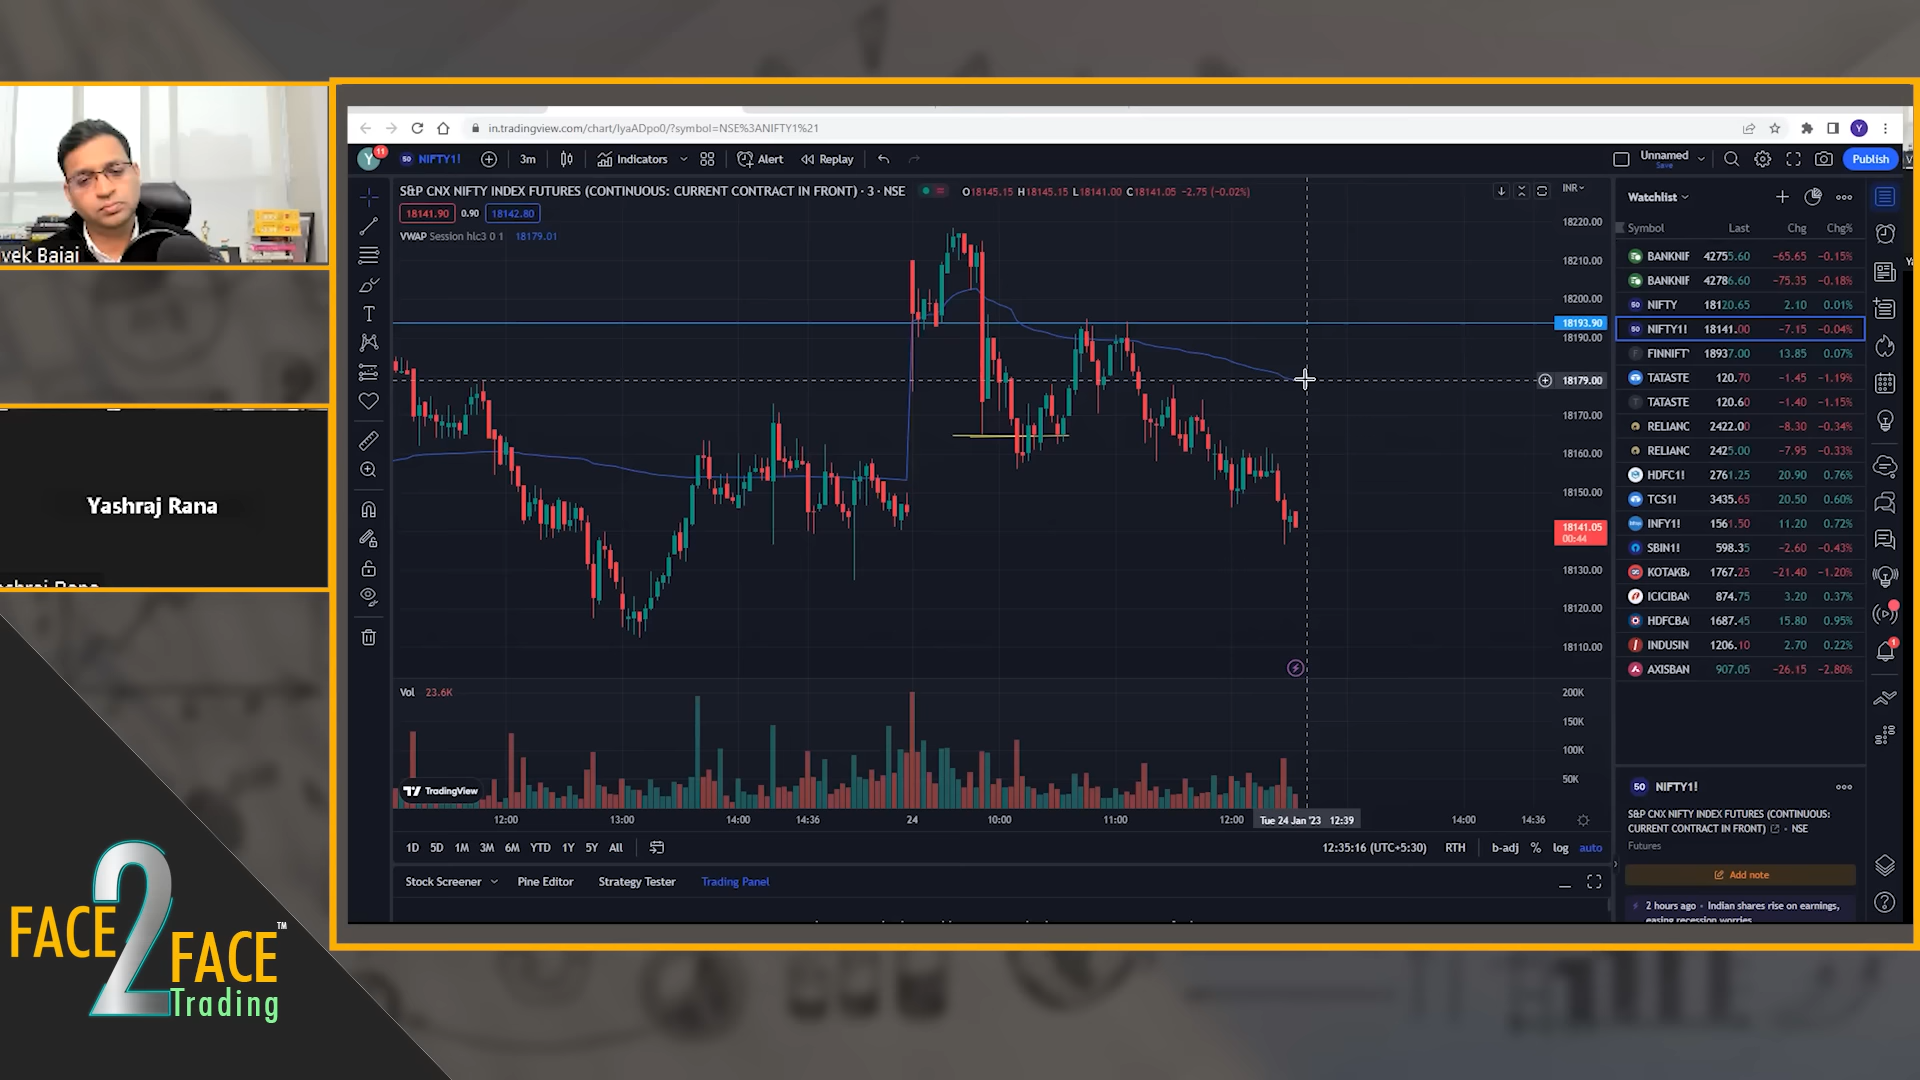 in.tradingview.com/chart/IyaADpo0/?symbol=NSE%3ANIFTY1%21
Y
Y 11 50 NIFTY1! 3m Indicators Alert Replay
Unnamed
Save
Publish
S&P CNX NIFTY INDEX FUTURES (CONTINUOUS: CURRENT CONTRACT IN FRONT) · 3 · NSE O18145.15 H18145.15 L18141.00 C18141.05 −2.75 (−0.02%)
INR
18141.90 0.90 18142.80
VWAP Session hlc3 0 1 18179.01
18220.00
18210.00
18200.00
18193.90
18190.00
18179.00
18170.00
18160.00
18150.00
18141.05
00:44
18130.00
18120.00
18110.00
Vol 23.6K
200K
150K
100K
50K
TradingView
12:00 13:00 14:00 14:36 24 10:00 11:00 12:00 Tue 24 Jan '23 12:39 14:00 14:36
1D 5D 1M 3M 6M YTD 1Y 5Y All 12:35:16 (UTC+5:30) RTH b-adj % log auto
Stock Screener Pine Editor Strategy Tester Trading Panel
Watchlist
Symbol Last Chg Chg%
BANKNIF 42755.60 −65.65 −0.15%
BANKNIF 42786.60 −75.35 −0.18%
50 NIFTY 18120.65 2.10 0.01%
50 NIFTY1! 18141.00 −7.15 −0.04%
F FINNIFT 18937.00 13.85 0.07%
TATASTE 120.70 −1.45 −1.19%
T TATASTE 120.60 −1.40 −1.15%
RELIANC 2422.00 −8.30 −0.34%
RELIANC 2425.00 −7.95 −0.33%
HDFC1! 2761.25 20.90 0.76%
TCS1! 3435.65 20.50 0.60%
INFY1! 1561.50 11.20 0.72%
SBIN1! 598.35 −2.60 −0.43%
KOTAKBA 1767.25 −21.40 −1.20%
ICICIBAN 874.75 3.20 0.37%
HDFCBA 1687.45 15.80 0.95%
INDUSIN 1206.10 2.70 0.22%
AXISBAN 907.05 −26.15 −2.80%
50 NIFTY1!
S&P CNX NIFTY INDEX FUTURES (CONTINUOUS:
CURRENT CONTRACT IN FRONT) · NSE
Futures
Add note
2 hours ago · Indian shares rise on earnings,
easing recession worries
vek Bajaj
Yashraj Rana
shraj Rana
FACE 2 FACE™
Trading